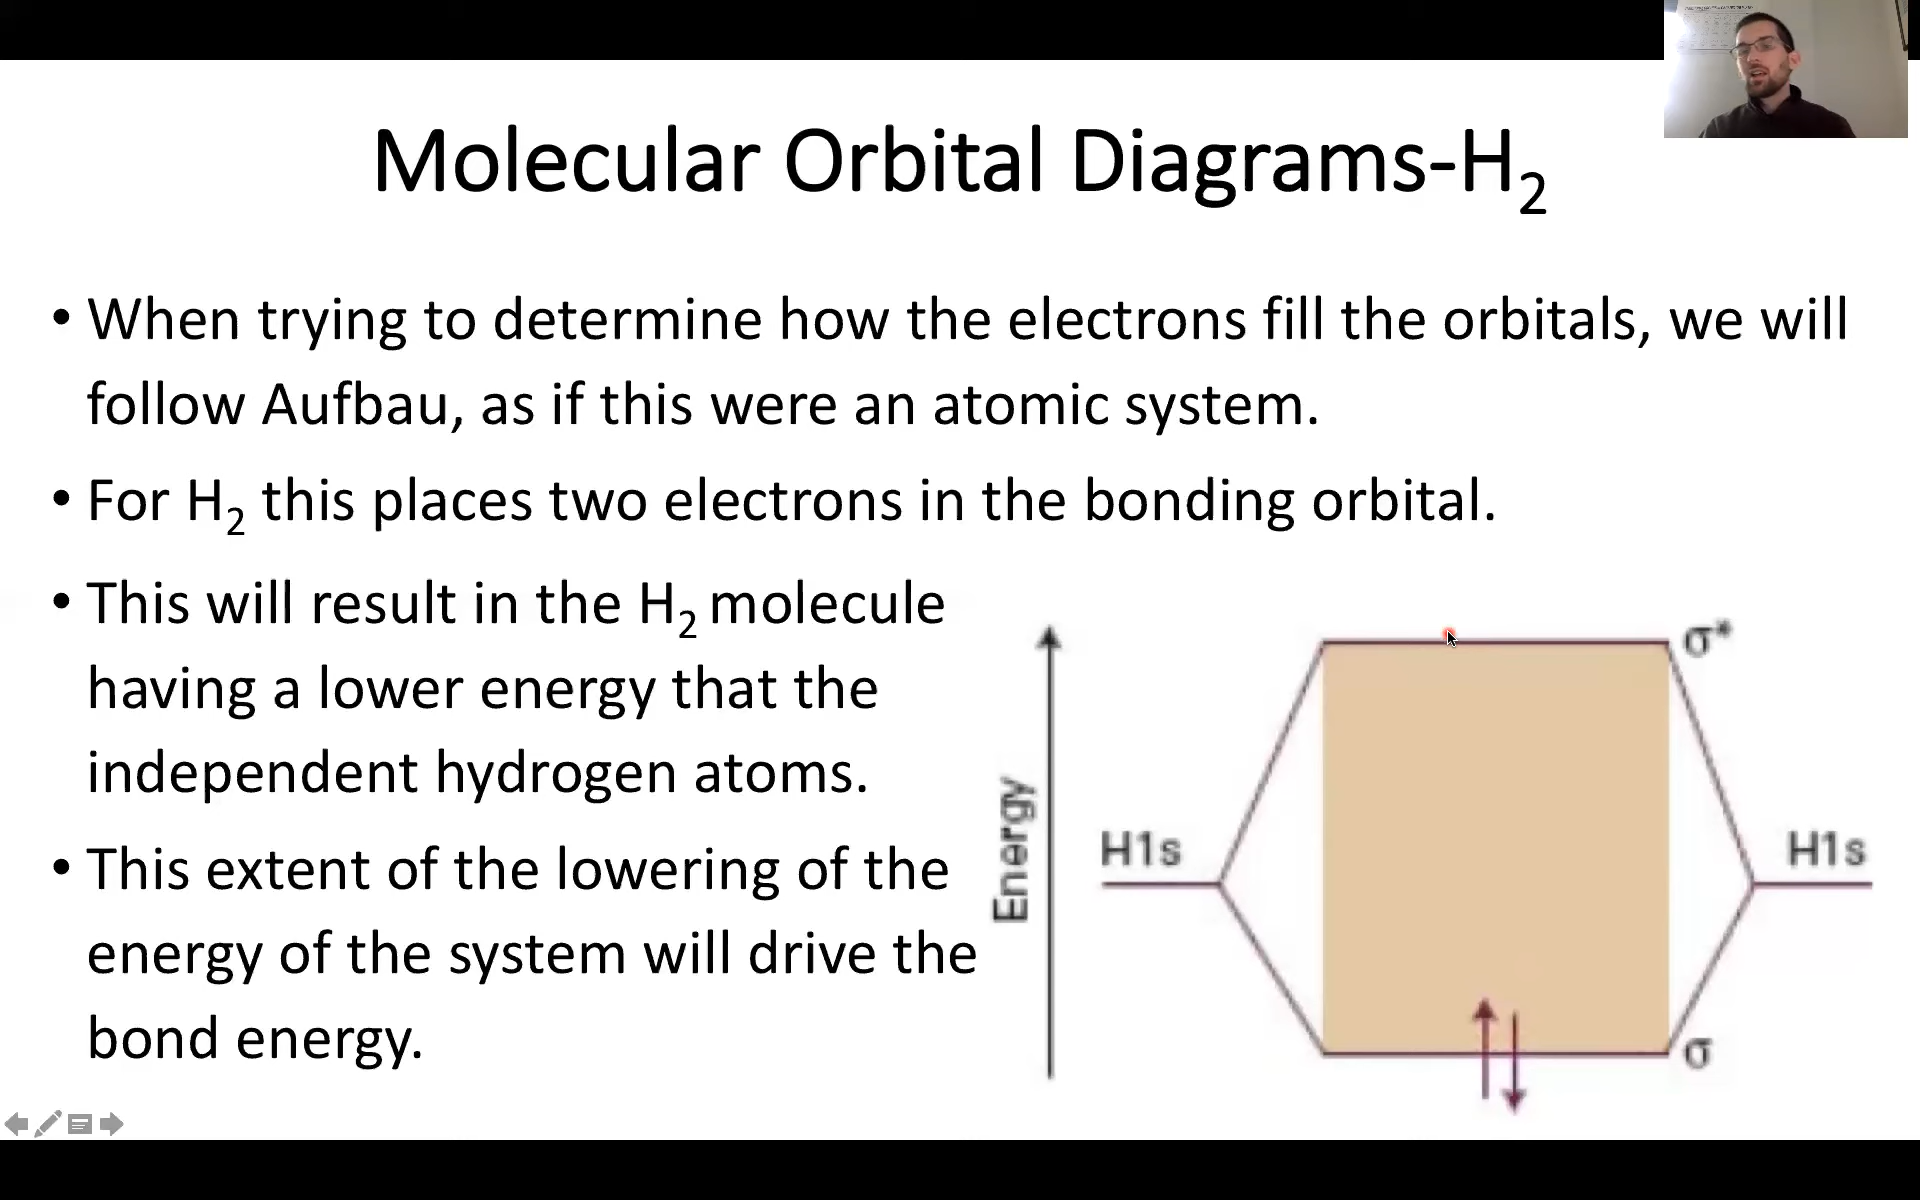 Molecular Orbital Diagrams-H₂
• When trying to determine how the electrons fill the orbitals, we will
follow Aufbau, as if this were an atomic system.
• For H₂ this places two electrons in the bonding orbital.
• This will result in the H₂ molecule
having a lower energy that the
independent hydrogen atoms.
• This extent of the lowering of the
energy of the system will drive the
bond energy.
Energy
H1s
σ*
H1s
σ